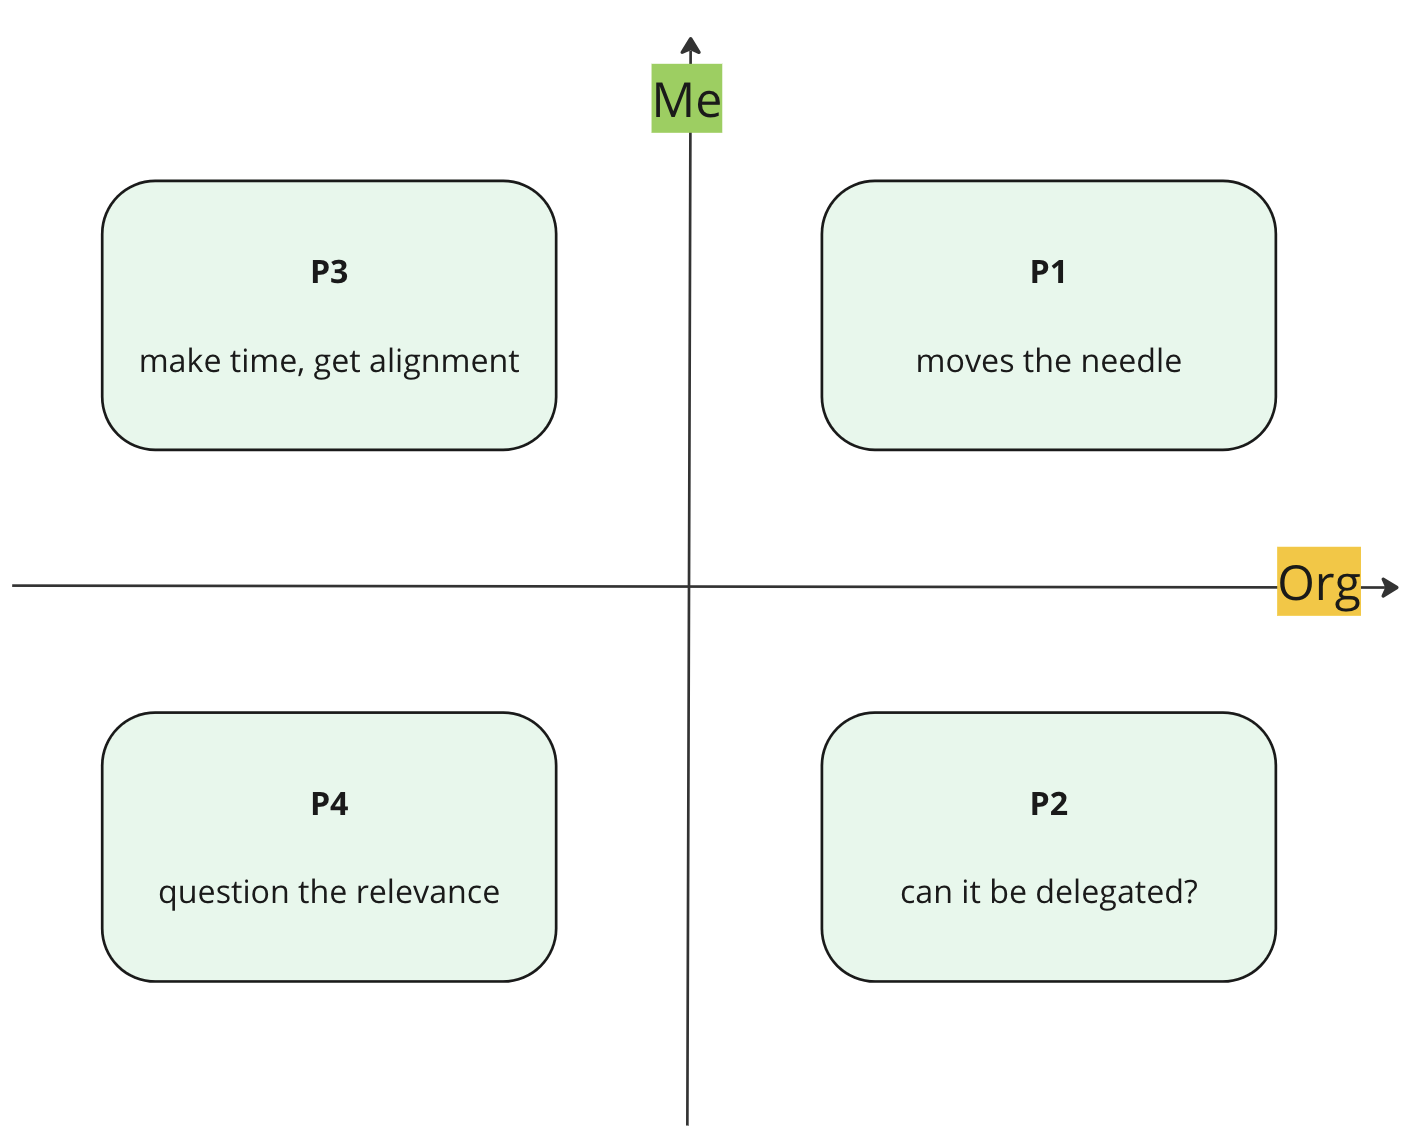 Me
P3
make time, get alignment
P1
moves the needle
Org
P4
question the relevance
P2
can it be delegated?